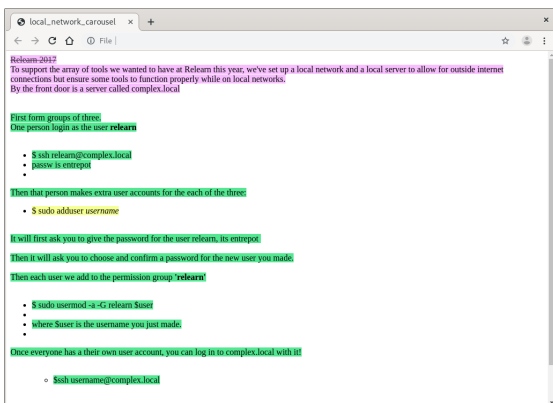 local_network_carousel
File
Relearn 2017
To support the array of tools we wanted to have at Relearn this year, we've set up a local network and a local server to allow for outside internet
connections but ensure some tools to function properly while on local networks.
By the front door is a server called complex.local
First form groups of three.
One person login as the user relearn
$ ssh relearn@complex.local
passw is entrepot
Then that person makes extra user accounts for the each of the three:
$ sudo adduser username
It will first ask you to give the password for the user relearn, its entrepot
Then it will ask you to choose and confirm a password for the new user you made.
Then each user we add to the permission group 'relearn'
$ sudo usermod -a -G relearn $user
where $user is the username you just made.
Once everyone has a their own user account, you can log in to complex.local with it!
$ssh username@complex.local